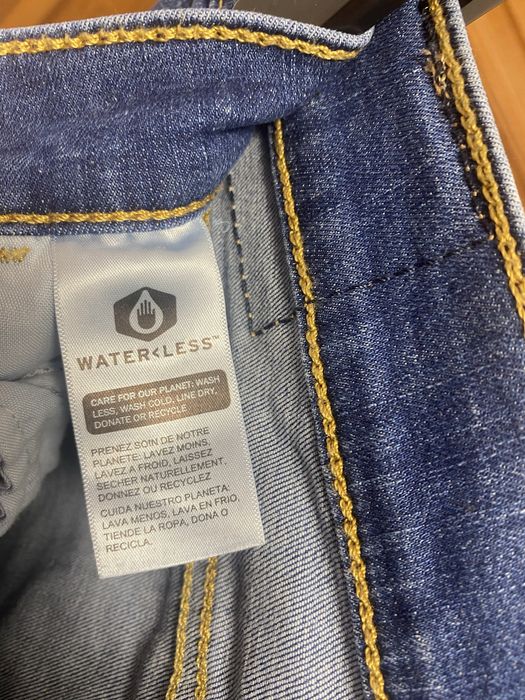 WATER<LESS™
CARE FOR OUR PLANET: WASH
LESS, WASH COLD, LINE DRY,
DONATE OR RECYCLE
PRENEZ SOIN DE NOTRE
PLANETE: LAVEZ MOINS,
LAVEZ A FROID, LAISSEZ
SECHER NATURELLEMENT.
DONNEZ OU RECYCLEZ
CUIDA NUESTRO PLANETA:
LAVA MENOS, LAVA EN FRIO,
TIENDE LA ROPA, DONA O
RECICLA.